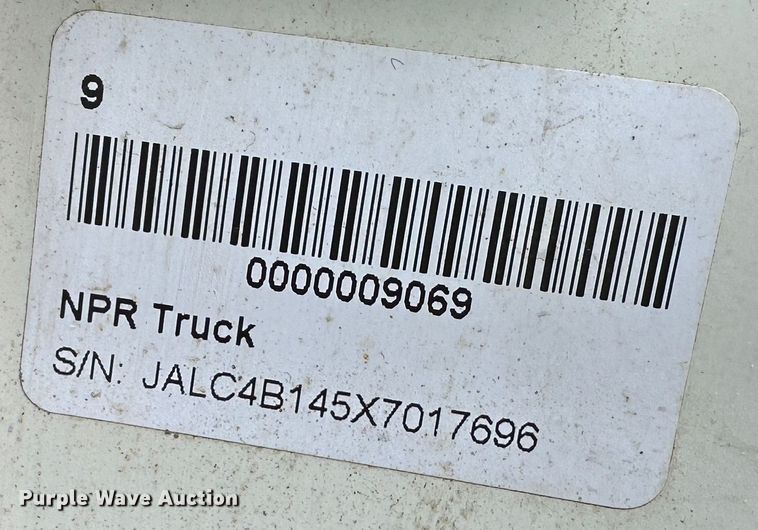 9
0000009069
NPR Truck
S/N: JALC4B145X7017696
Purple Wave Auction